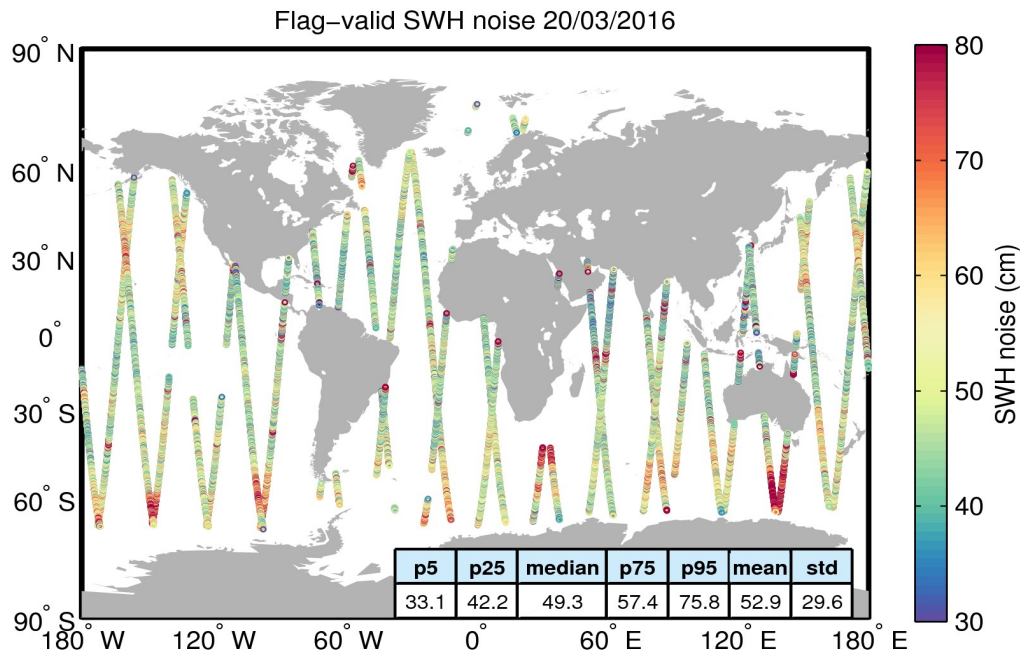 Flag−valid SWH noise 20/03/2016
90° N
60° N
30° N
0°
30° S
60° S
90° S
180° W
120° W
60° W
0°
60° E
120° E
180° E
p5 p25 median p75 p95 mean std
33.1 42.2 49.3 57.4 75.8 52.9 29.6
80
70
60
50
40
30
SWH noise (cm)